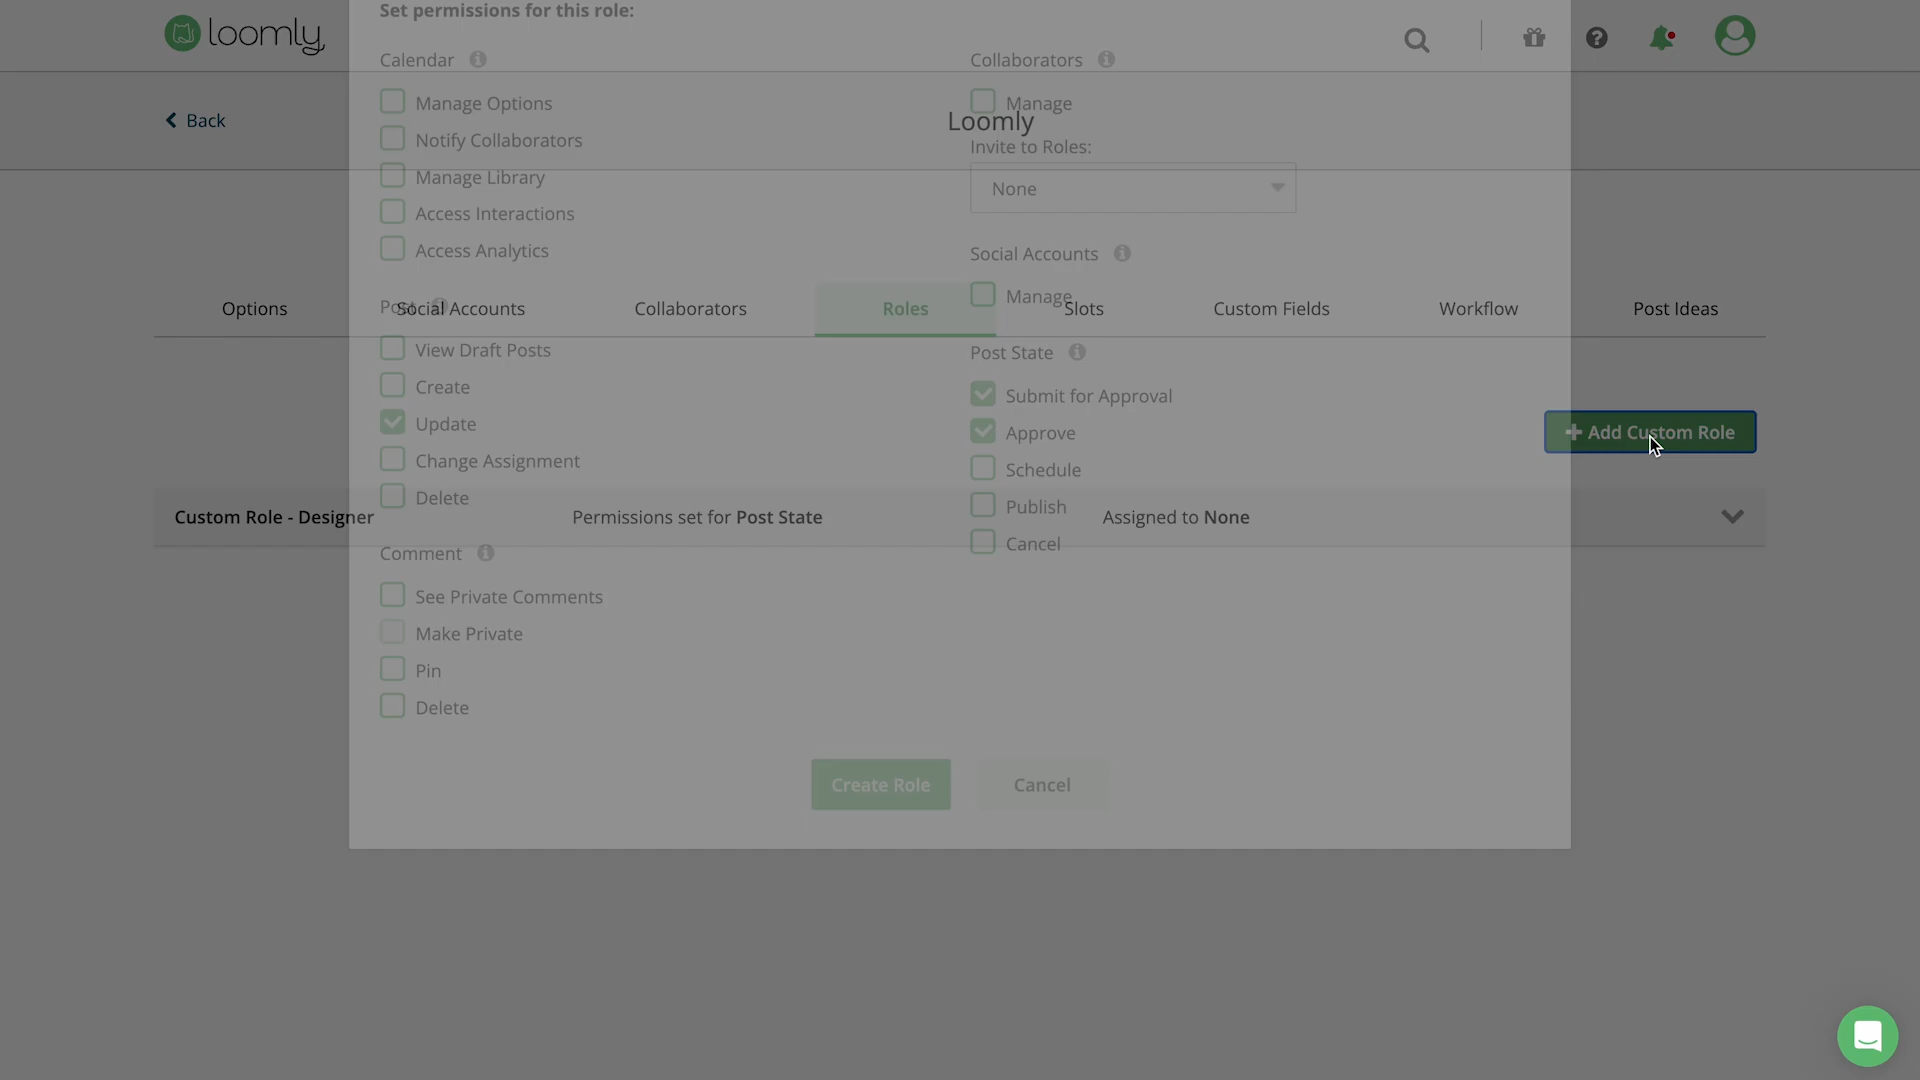 Set permissions for this role:
loomly
Calendar
Collaborators
Manage Options
Manage
Back
Loomly
Notify Collaborators
Invite to Roles:
Manage Library
None
Access Interactions
Access Analytics
Social Accounts
Manage
Options
Post
Social Accounts
Collaborators
Roles
Slots
Custom Fields
Workflow
Post Ideas
View Draft Posts
Post State
Create
Submit for Approval
Update
Approve
Add Custom Role
Change Assignment
Schedule
Delete
Publish
Custom Role - Designer
Permissions set for Post State
Assigned to None
Cancel
Comment
See Private Comments
Make Private
Pin
Delete
Create Role
Cancel